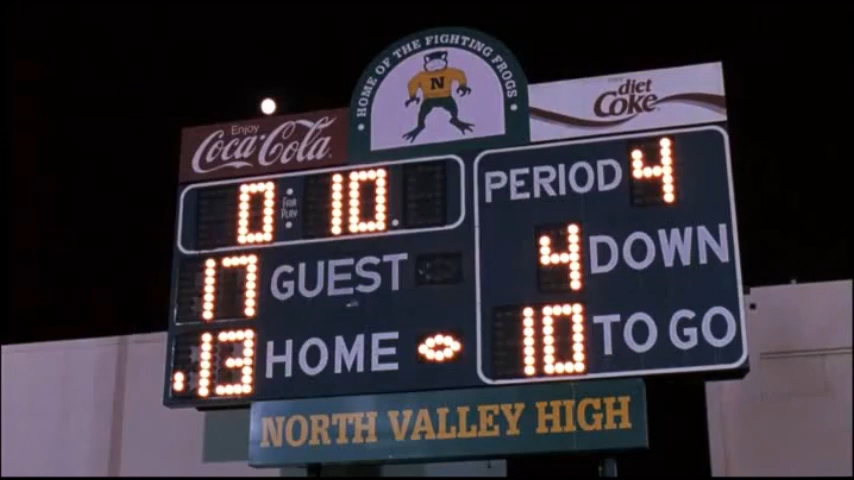 HOME OF THE FIGHTING FROGS
N
Enjoy
Coca-Cola
diet
Coke
0 FAIR PLAY 10
PERIOD 4
17 GUEST
4 DOWN
13 HOME
10 TO GO
NORTH VALLEY HIGH